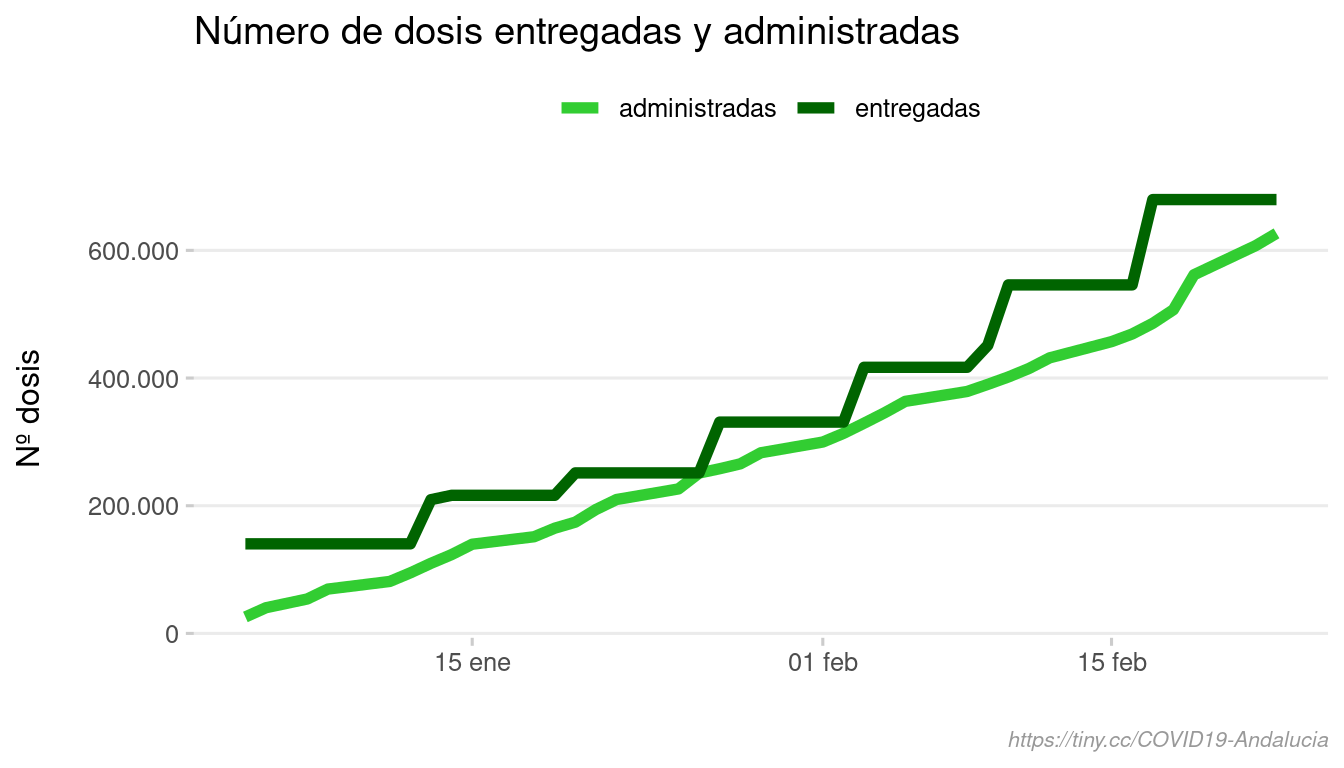 Número de dosis entregadas y administradas
administradas
entregadas
Nº dosis
600.000
400.000
200.000
0
15 ene
01 feb
15 feb
https://tiny.cc/COVID19-Andalucia